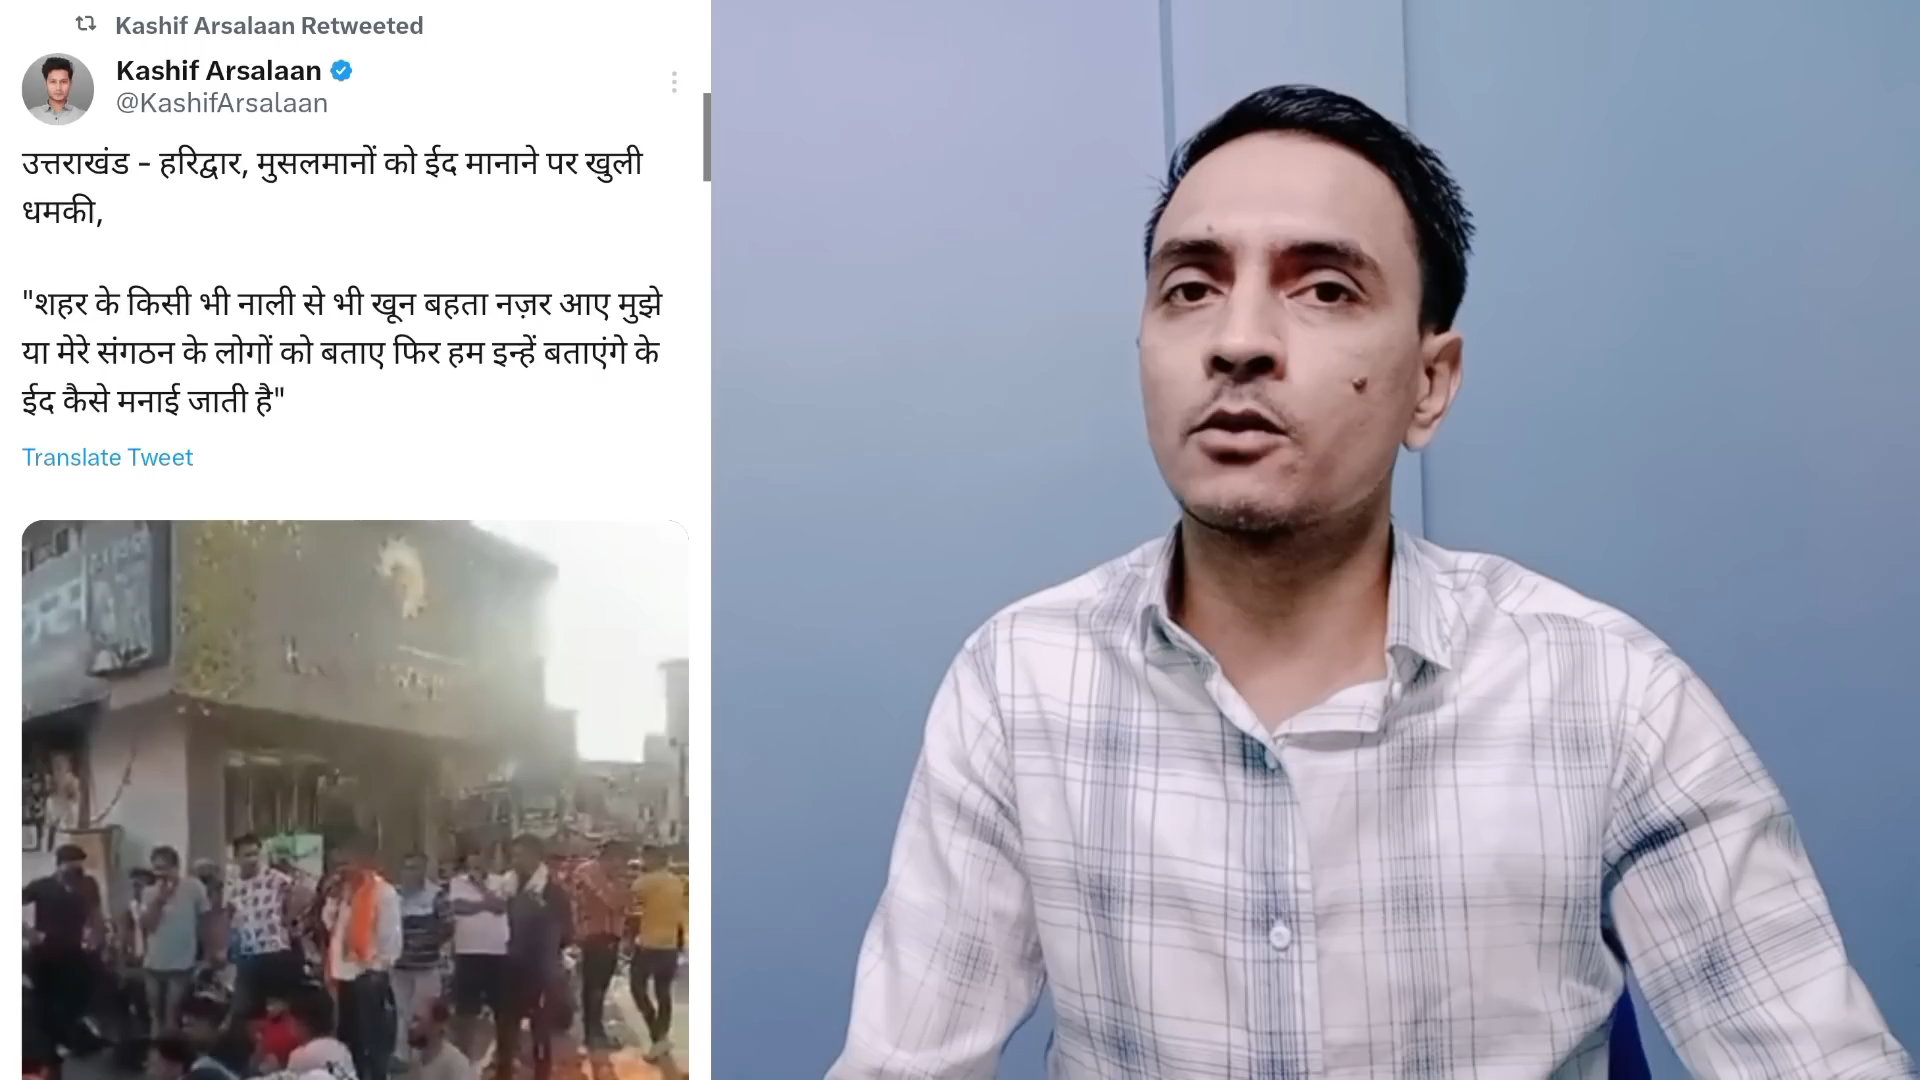 Kashif Arsalaan Retweeted
Kashif Arsalaan
@KashifArsalaan
उत्तराखंड - हरिद्वार, मुसलमानों को ईद मानाने पर खुली
धमकी,
"शहर के किसी भी नाली से भी खून बहता नज़र आए मुझे
या मेरे संगठन के लोगों को बताए फिर हम इन्हें बताएंगे के
ईद कैसे मनाई जाती है"
Translate Tweet